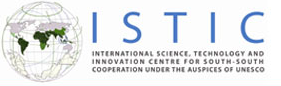 ISTIC
INTERNATIONAL SCIENCE, TECHNOLOGY AND
INNOVATION CENTRE FOR SOUTH-SOUTH
COOPERATION UNDER THE AUSPICES OF UNESCO